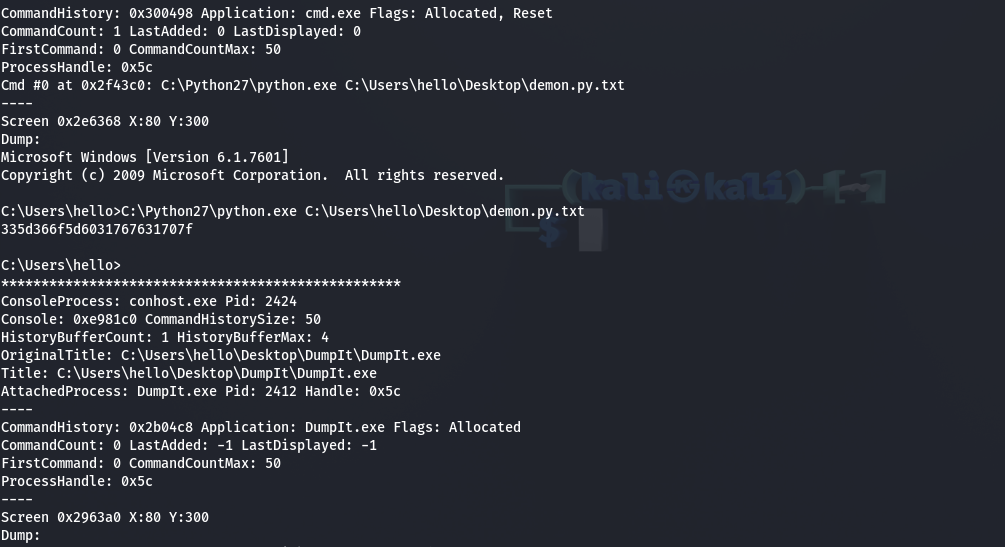 CommandHistory: 0x300498 Application: cmd.exe Flags: Allocated, Reset
CommandCount: 1 LastAdded: 0 LastDisplayed: 0
FirstCommand: 0 CommandCountMax: 50
ProcessHandle: 0x5c
Cmd #0 at 0x2f43c0: C:\Python27\python.exe C:\Users\hello\Desktop\demon.py.txt
----
Screen 0x2e6368 X:80 Y:300
Dump:
Microsoft Windows [Version 6.1.7601]
Copyright (c) 2009 Microsoft Corporation.  All rights reserved.
(kali㉿kali)-[~]
C:\Users\hello>C:\Python27\python.exe C:\Users\hello\Desktop\demon.py.txt
335d366f5d6031767631707f
$
C:\Users\hello>
**************************************************
ConsoleProcess: conhost.exe Pid: 2424
Console: 0xe981c0 CommandHistorySize: 50
HistoryBufferCount: 1 HistoryBufferMax: 4
OriginalTitle: C:\Users\hello\Desktop\DumpIt\DumpIt.exe
Title: C:\Users\hello\Desktop\DumpIt\DumpIt.exe
AttachedProcess: DumpIt.exe Pid: 2412 Handle: 0x5c
----
CommandHistory: 0x2b04c8 Application: DumpIt.exe Flags: Allocated
CommandCount: 0 LastAdded: -1 LastDisplayed: -1
FirstCommand: 0 CommandCountMax: 50
ProcessHandle: 0x5c
----
Screen 0x2963a0 X:80 Y:300
Dump: